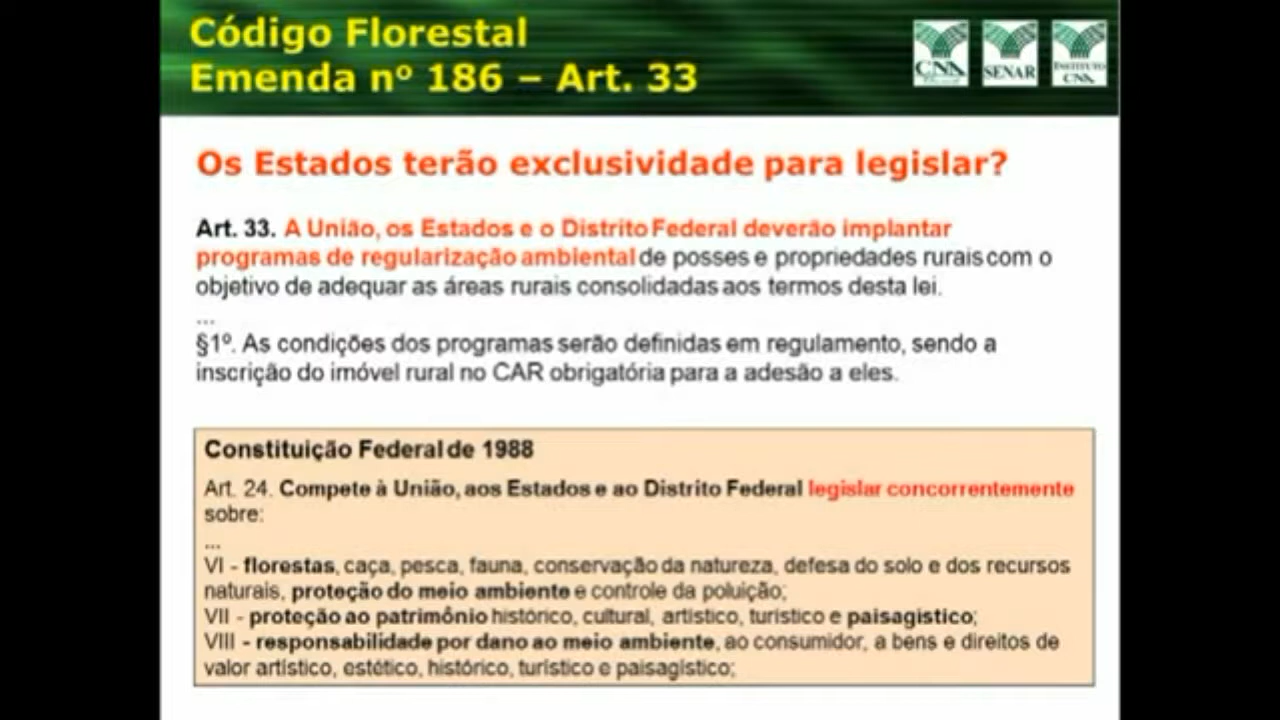 Código Florestal
Emenda nº 186 – Art. 33
CNA
SENAR
INSTITUTO
CNA
Os Estados terão exclusividade para legislar?
Art. 33. A União, os Estados e o Distrito Federal deverão implantar
programas de regularização ambiental de posses e propriedades rurais com o
objetivo de adequar as áreas rurais consolidadas aos termos desta lei.
...
§1º. As condições dos programas serão definidas em regulamento, sendo a
inscrição do imóvel rural no CAR obrigatória para a adesão a eles.
Constituição Federal de 1988
Art. 24. Compete à União, aos Estados e ao Distrito Federal legislar concorrentemente
sobre:
...
VI - florestas, caça, pesca, fauna, conservação da natureza, defesa do solo e dos recursos
naturais, proteção do meio ambiente e controle da poluição;
VII - proteção ao patrimônio histórico, cultural, artístico, turístico e paisagístico;
VIII - responsabilidade por dano ao meio ambiente, ao consumidor, a bens e direitos de
valor artístico, estético, histórico, turístico e paisagístico;